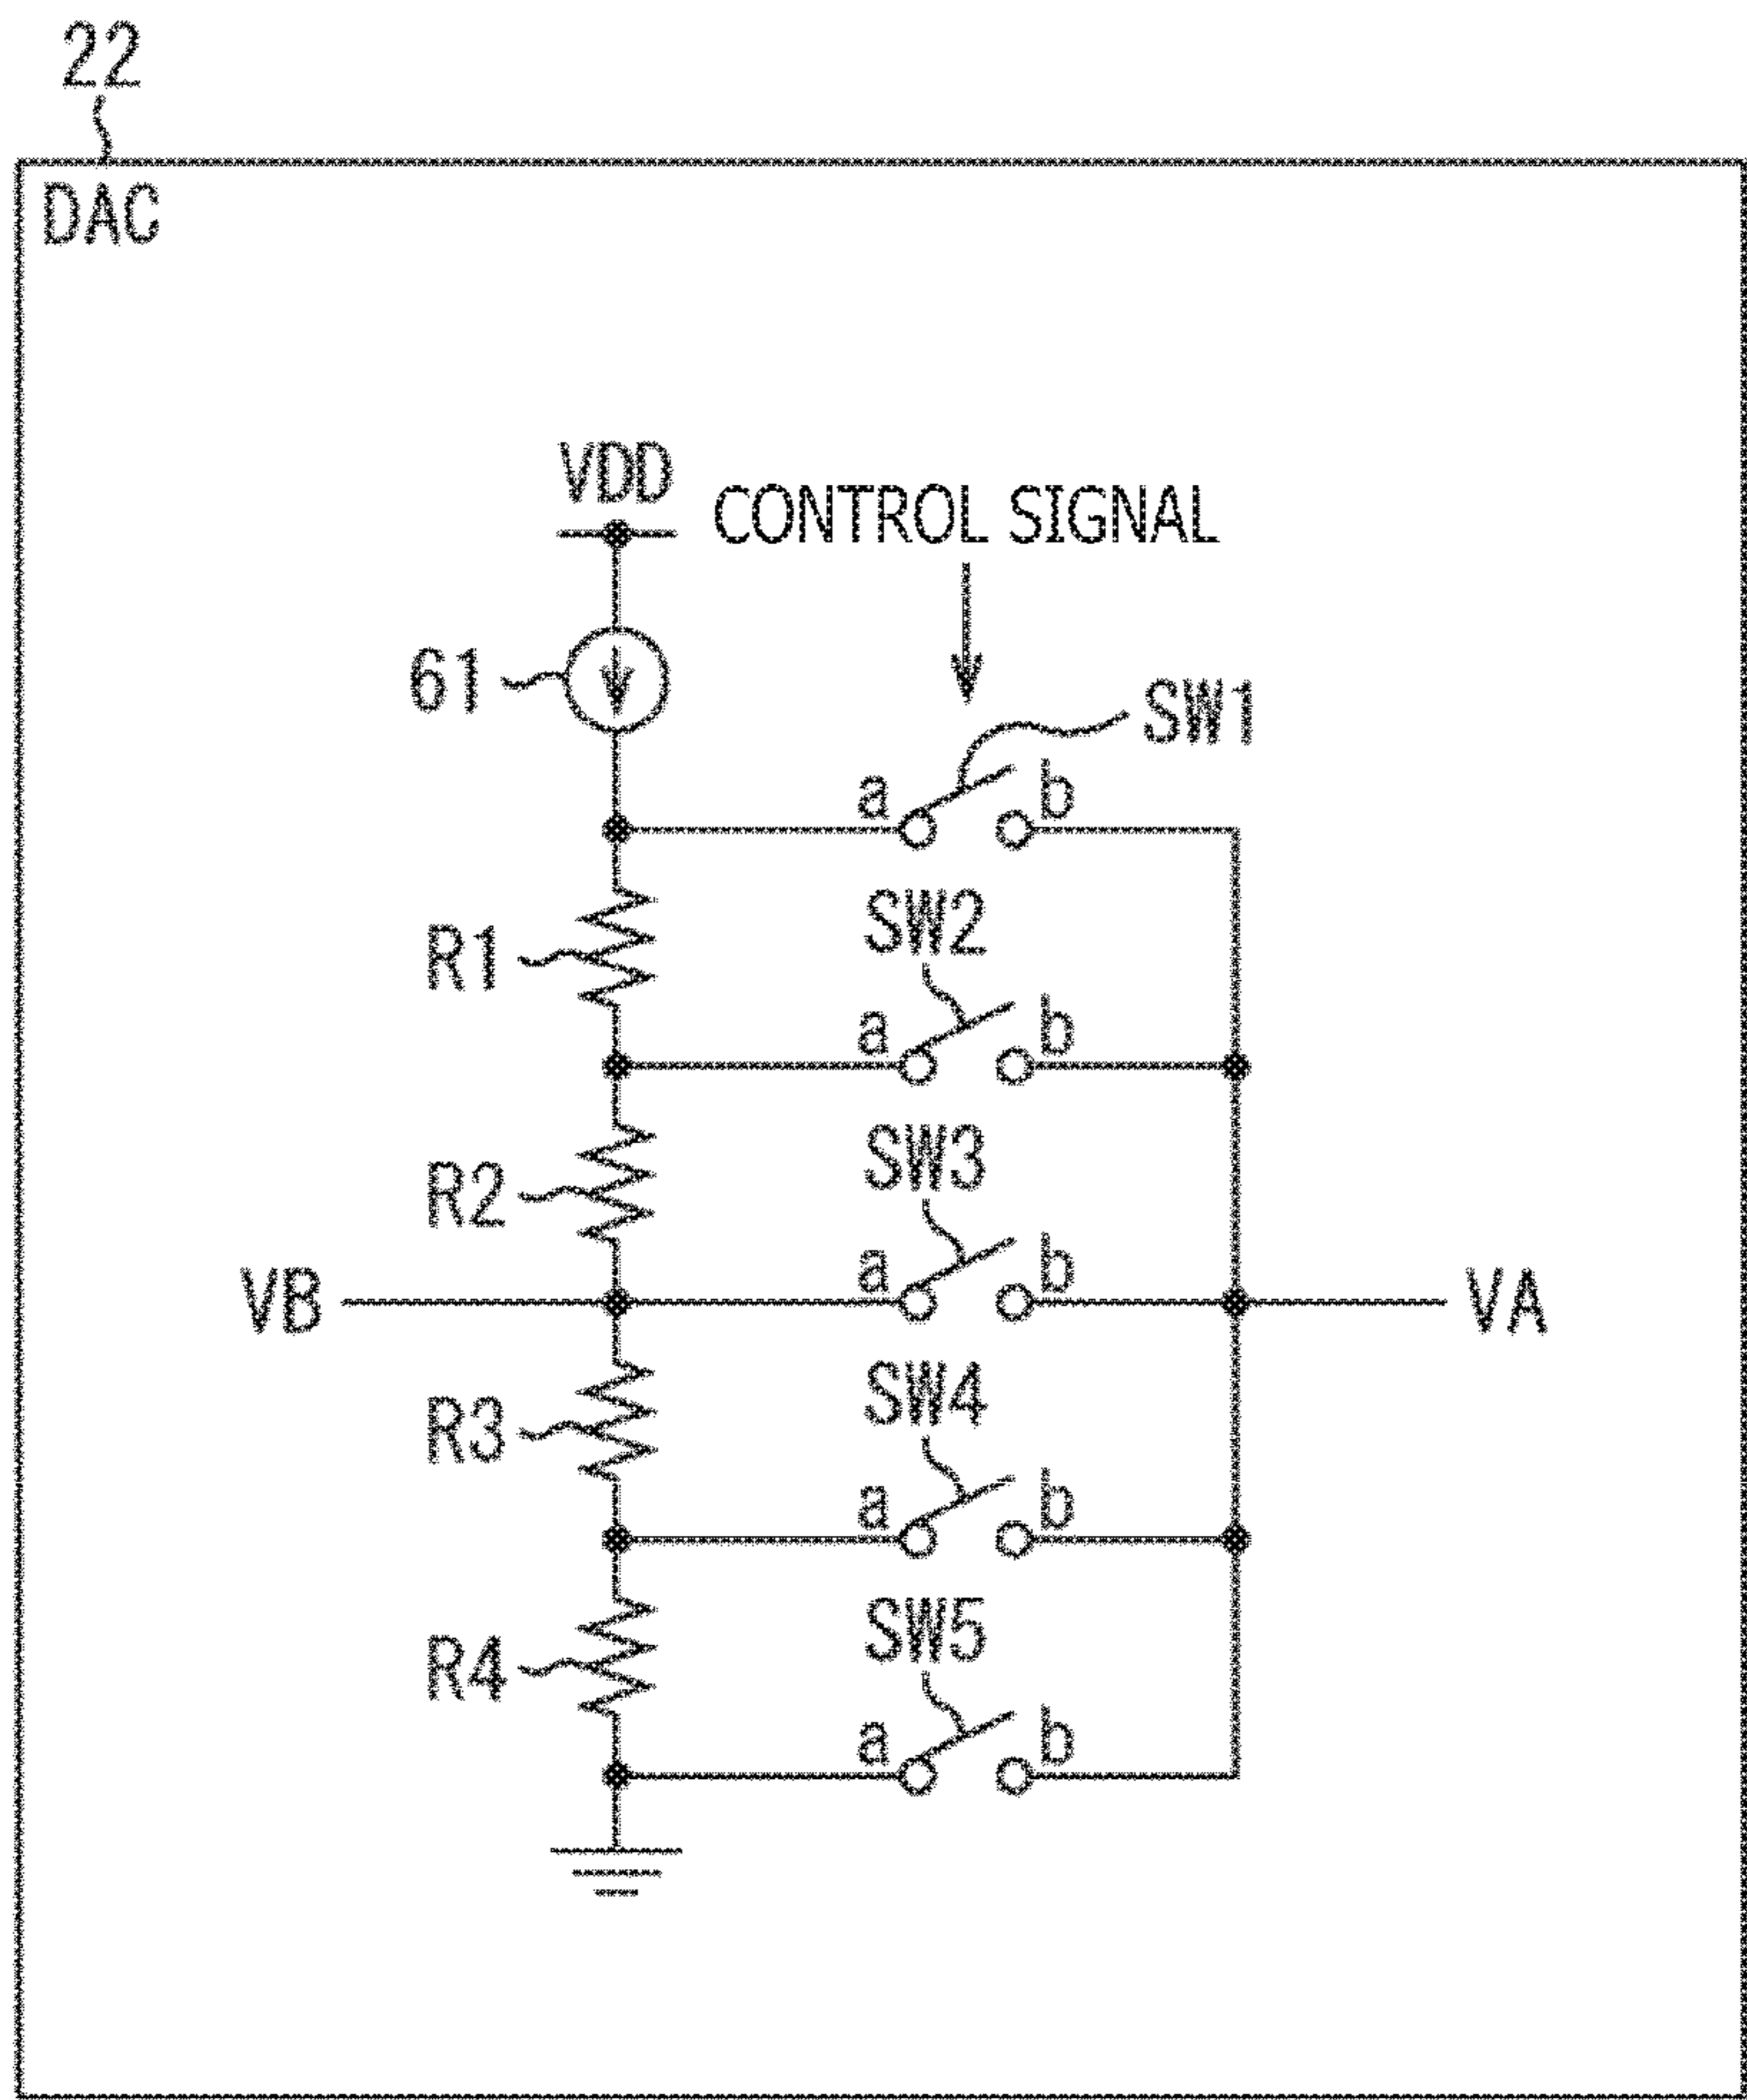 22
DAC
VDD
CONTROL SIGNAL
61
SW1
a b
R1
SW2
a b
R2
SW3
VB
a b
VA
R3
SW4
a b
R4
SW5
a b